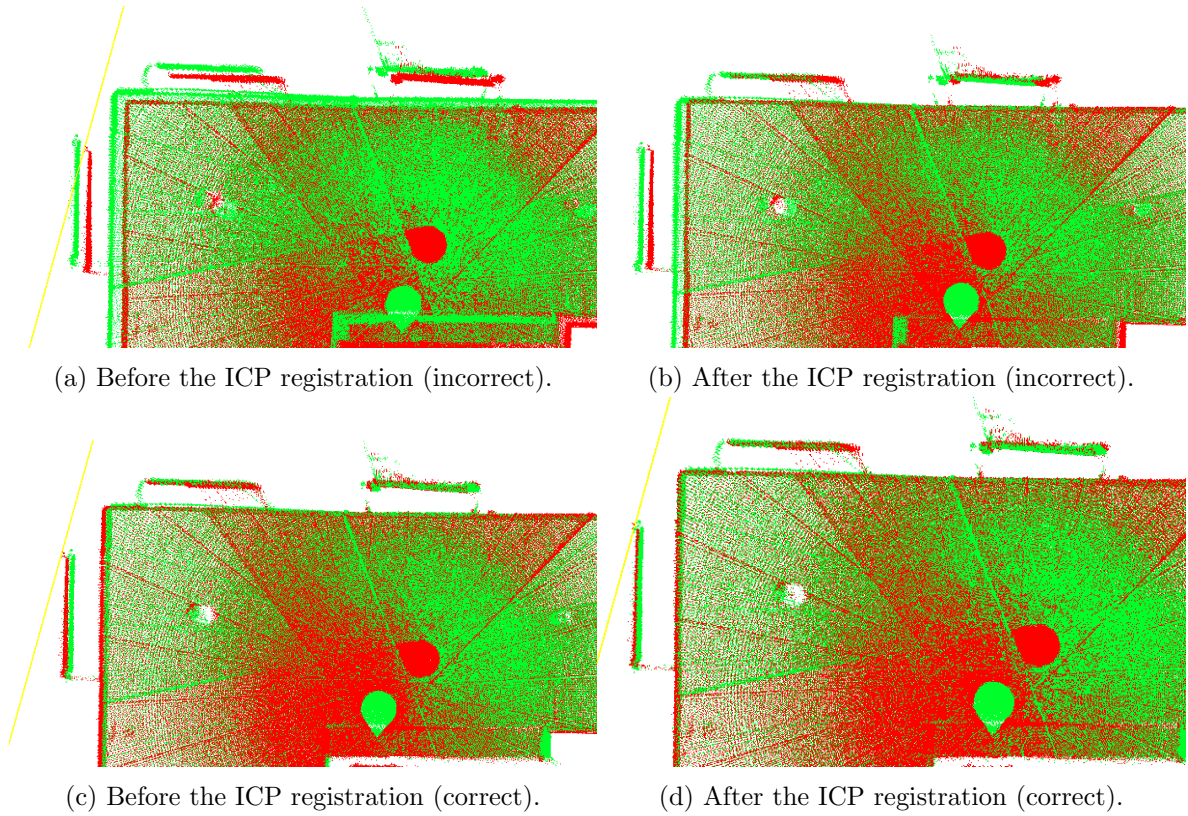 (a) Before the ICP registration (incorrect).
(b) After the ICP registration (incorrect).
(c) Before the ICP registration (correct).
(d) After the ICP registration (correct).